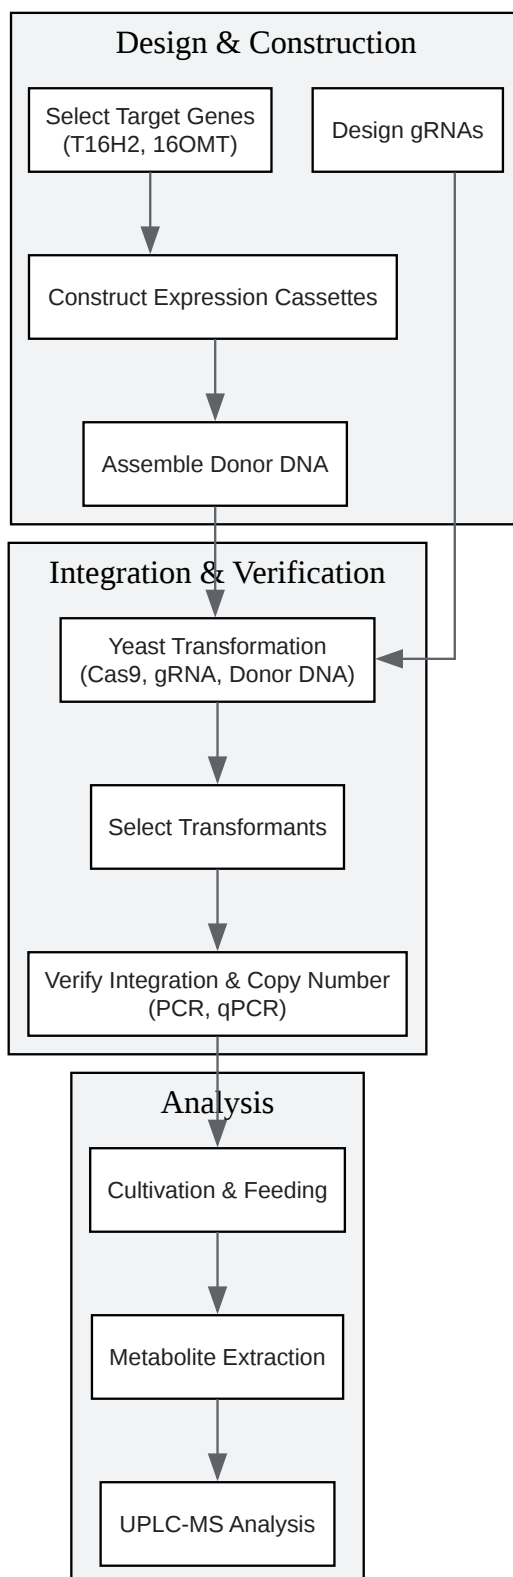 Design & Construction
Select Target Genes
(T16H2, 16OMT)
Design gRNAs
Construct Expression Cassettes
Assemble Donor DNA
Integration & Verification
Yeast Transformation
(Cas9, gRNA, Donor DNA)
Select Transformants
Verify Integration & Copy Number
(PCR, qPCR)
Analysis
Cultivation & Feeding
Metabolite Extraction
UPLC-MS Analysis